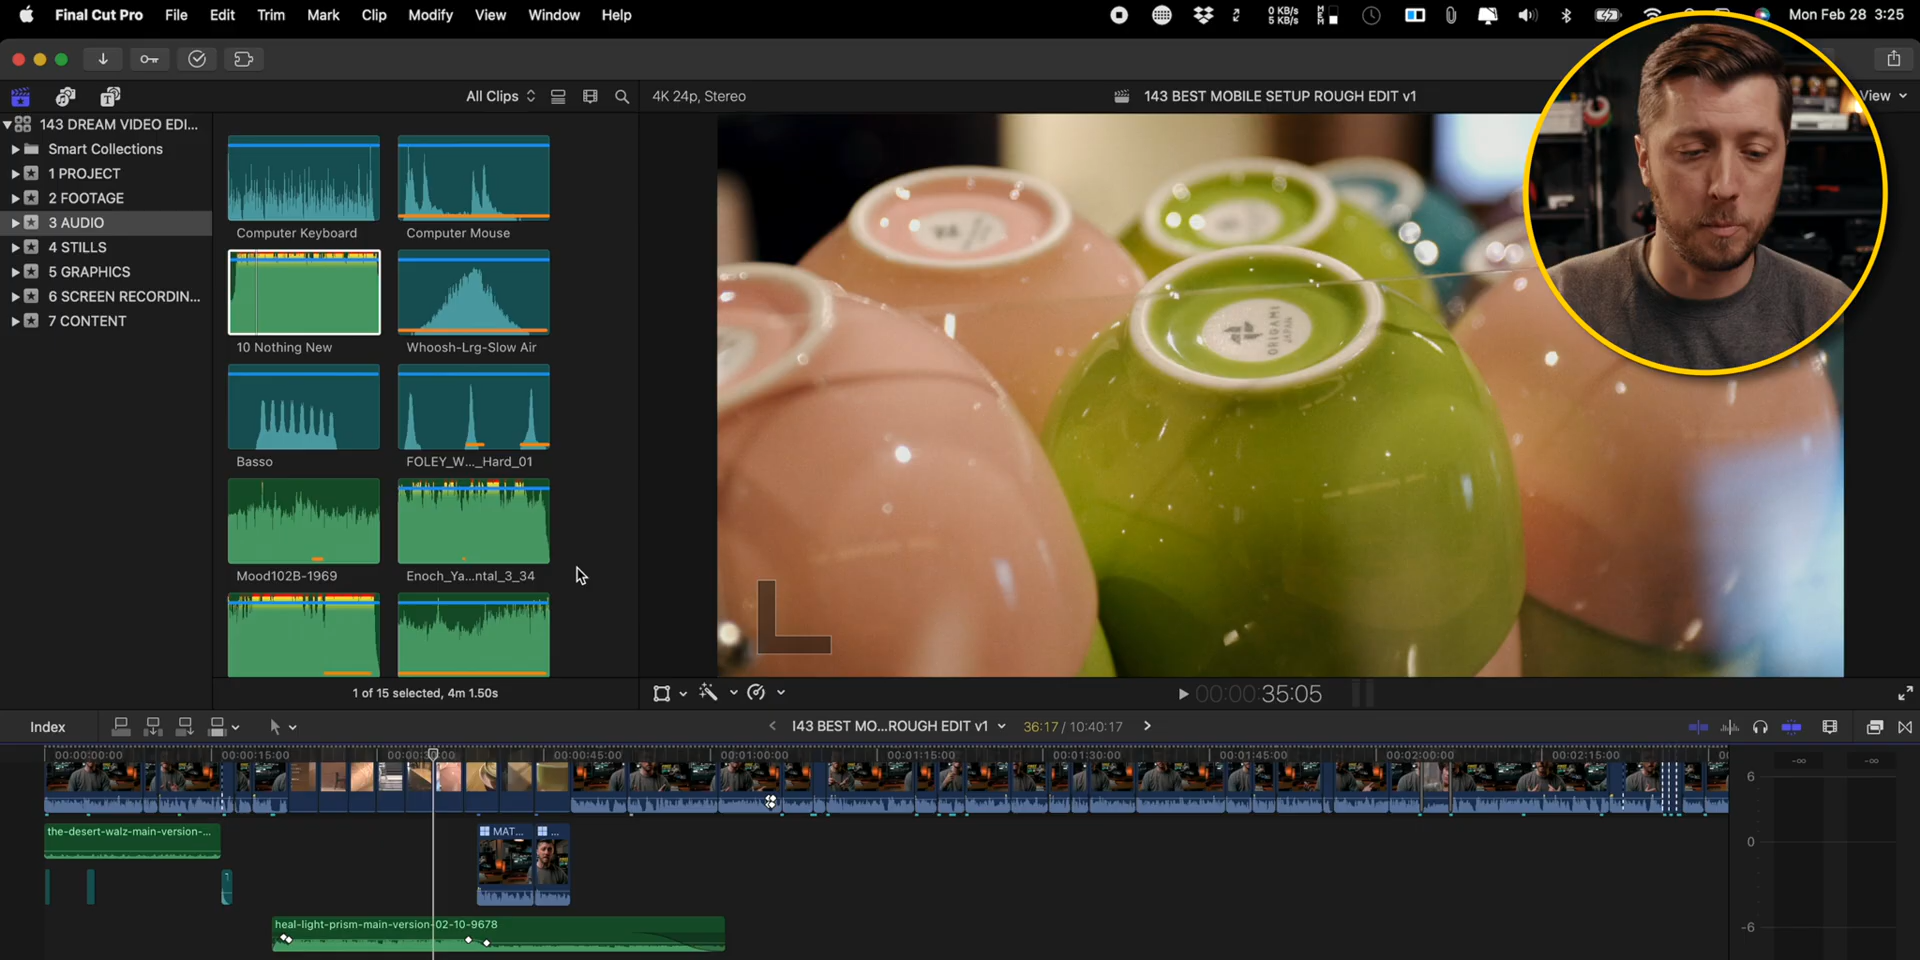 Final Cut Pro File Edit Trim Mark Clip Modify View Window Help
0 KB/s
5 KB/s
Mon Feb 28 3:25
All Clips
4K 24p, Stereo
143 BEST MOBILE SETUP ROUGH EDIT v1
View
143 DREAM VIDEO EDI...
Smart Collections
1 PROJECT
2 FOOTAGE
3 AUDIO
4 STILLS
5 GRAPHICS
6 SCREEN RECORDIN...
7 CONTENT
Computer Keyboard
Computer Mouse
10 Nothing New
Whoosh-Lrg-Slow Air
Basso
FOLEY_W..._Hard_01
Mood102B-1969
Enoch_Ya...ntal_3_34
1 of 15 selected, 4m 1.50s
ORIGAMI
JAPAN
00:00:35:05
Index
143 BEST MO...ROUGH EDIT v1
36:17 / 10:40:17
00:00:00:00
00:00:15:00
00:00:30:00
00:00:45:00
00:01:00:00
00:01:15:00
00:01:30:00
00:01:45:00
00:02:00:00
00:02:15:00
the-desert-walz-main-version-...
MAT...
...
heal-light-prism-main-version-02-10-9678
-∞
-∞
6
0
-6